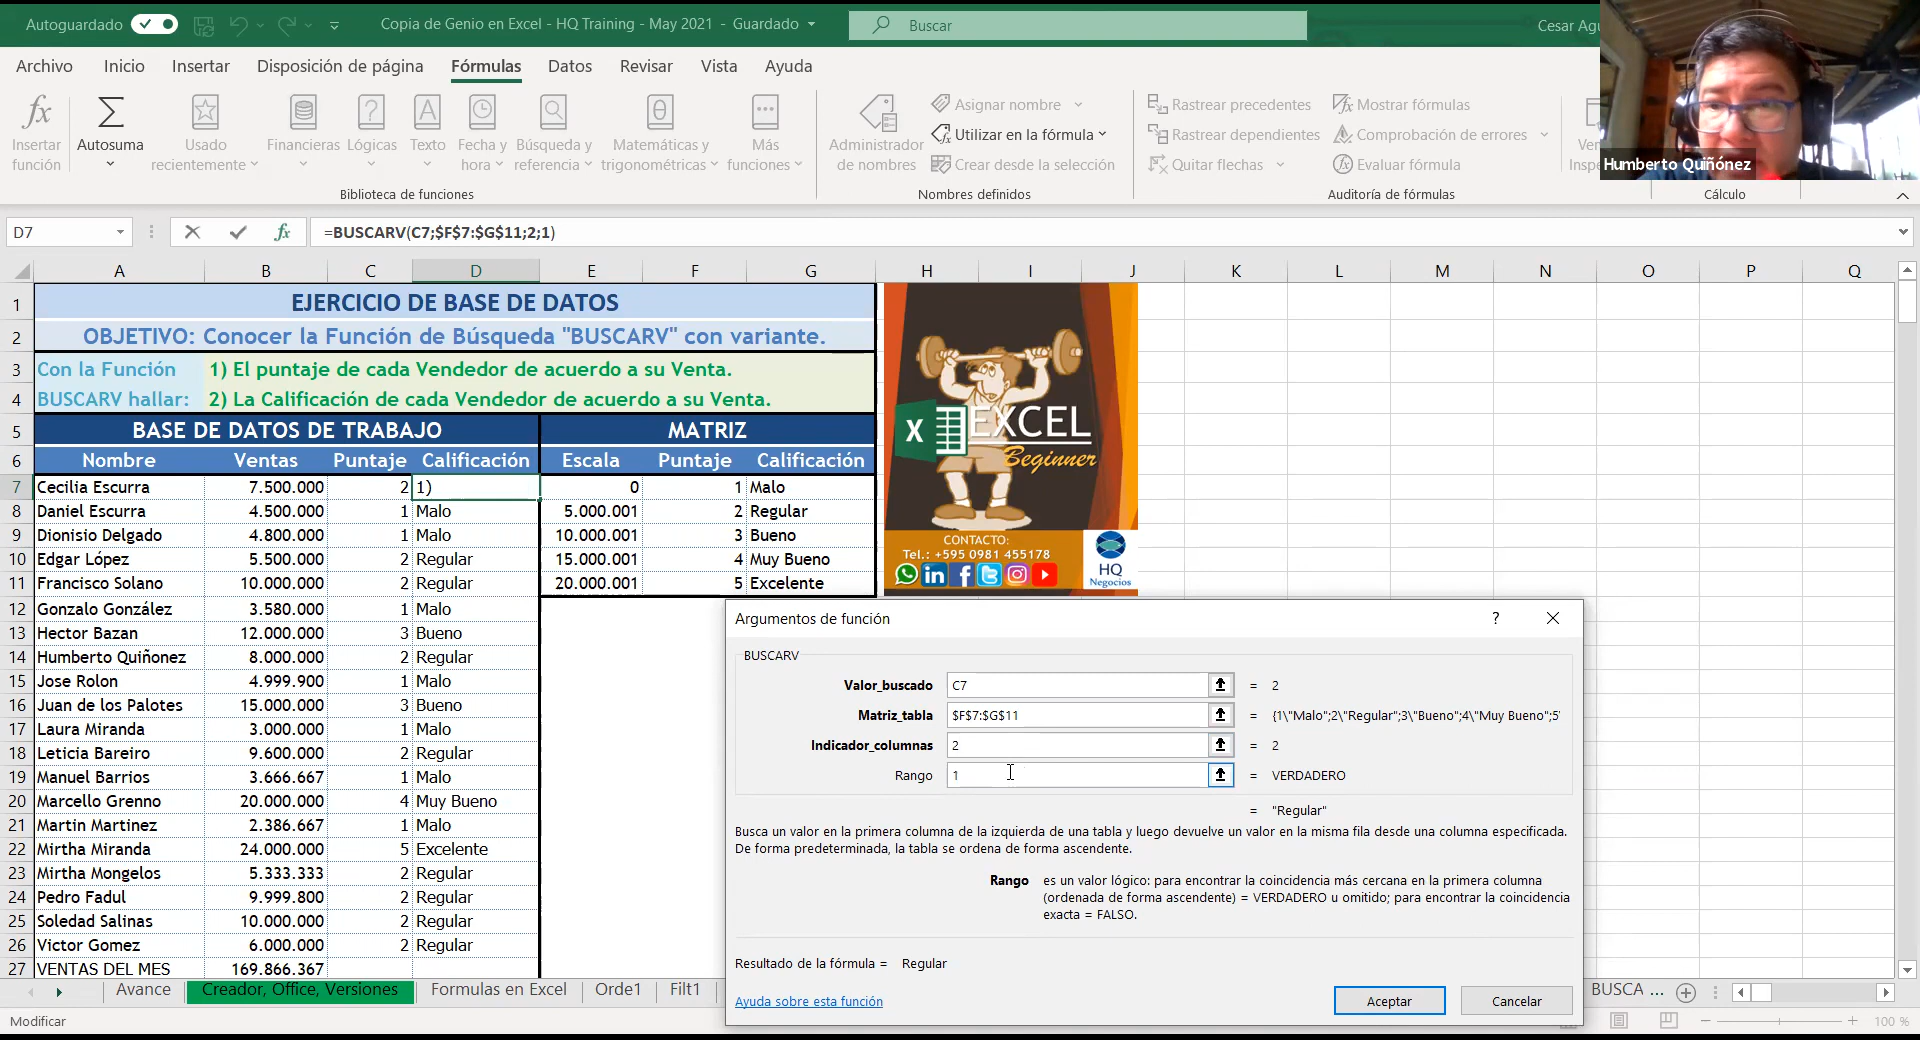 Autoguardado
Copia de Genio en Excel - HQ Training - May 2021 - Guardado
Buscar
Cesar Agu
Archivo Inicio Insertar Disposición de página Fórmulas Datos Revisar Vista Ayuda
Insertar función
Autosuma
Usado recientemente
Financieras
Lógicas
Texto
Fecha y hora
Búsqueda y referencia
Matemáticas y trigonométricas
Más funciones
Biblioteca de funciones
Administrador de nombres
Asignar nombre
Utilizar en la fórmula
Crear desde la selección
Nombres definidos
Rastrear precedentes
Rastrear dependientes
Quitar flechas
Mostrar fórmulas
Comprobación de errores
Evaluar fórmula
Auditoría de fórmulas
Cálculo
Humberto Quiñónez
D7
fx
=BUSCARV(C7;$F$7:$G$11;2;1)
A B C D E F G H I J K L M N O P Q
1 EJERCICIO DE BASE DE DATOS
2 OBJETIVO: Conocer la Función de Búsqueda "BUSCARV" con variante.
3 Con la Función 1) El puntaje de cada Vendedor de acuerdo a su Venta.
4 BUSCARV hallar: 2) La Calificación de cada Vendedor de acuerdo a su Venta.
5 BASE DE DATOS DE TRABAJO MATRIZ
6 Nombre Ventas Puntaje Calificación Escala Puntaje Calificación
7 Cecilia Escurra 7.500.000 2 1) 0 1 Malo
8 Daniel Escurra 4.500.000 1 Malo 5.000.001 2 Regular
9 Dionisio Delgado 4.800.000 1 Malo 10.000.001 3 Bueno
10 Edgar López 5.500.000 2 Regular 15.000.001 4 Muy Bueno
11 Francisco Solano 10.000.000 2 Regular 20.000.001 5 Excelente
12 Gonzalo González 3.580.000 1 Malo
13 Hector Bazan 12.000.000 3 Bueno
14 Humberto Quiñonez 8.000.000 2 Regular
15 Jose Rolon 4.999.900 1 Malo
16 Juan de los Palotes 15.000.000 3 Bueno
17 Laura Miranda 3.000.000 1 Malo
18 Leticia Bareiro 9.600.000 2 Regular
19 Manuel Barrios 3.666.667 1 Malo
20 Marcello Grenno 20.000.000 4 Muy Bueno
21 Martin Martinez 2.386.667 1 Malo
22 Mirtha Miranda 24.000.000 5 Excelente
23 Mirtha Mongelos 5.333.333 2 Regular
24 Pedro Fadul 9.999.800 2 Regular
25 Soledad Salinas 10.000.000 2 Regular
26 Victor Gomez 6.000.000 2 Regular
27 VENTAS DEL MES 169.866.367
X EXCEL
Beginner
CONTACTO:
Tel.: +595 0981 455178
HQ
Negocios
Argumentos de función ?
BUSCARV
Valor_buscado C7 = 2
Matriz_tabla $F$7:$G$11 = {1\"Malo";2\"Regular";3\"Bueno";4\"Muy Bueno";5'
Indicador_columnas 2 = 2
Rango 1 = VERDADERO
= "Regular"
Busca un valor en la primera columna de la izquierda de una tabla y luego devuelve un valor en la misma fila desde una columna especificada.
De forma predeterminada, la tabla se ordena de forma ascendente.
Rango es un valor lógico: para encontrar la coincidencia más cercana en la primera columna
(ordenada de forma ascendente) = VERDADERO u omitido; para encontrar la coincidencia
exacta = FALSO.
Resultado de la fórmula = Regular
Ayuda sobre esta función
Aceptar Cancelar
Avance Creador, Office, Versiones Formulas en Excel Orde1 Filt1 BUSCA ...
Modificar
100 %